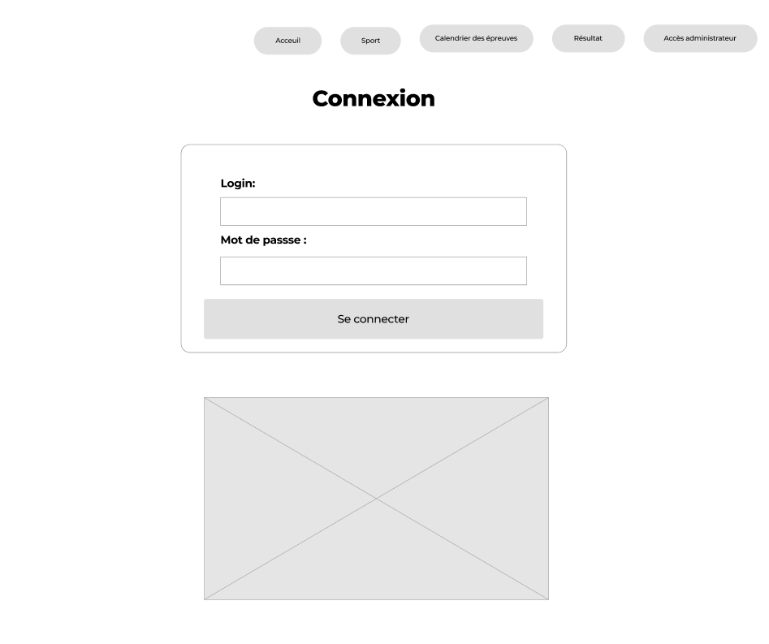 Acceuil
Sport
Calendrier des épreuves
Résultat
Accès administrateur
Connexion
Login:
Mot de passse :
Se connecter